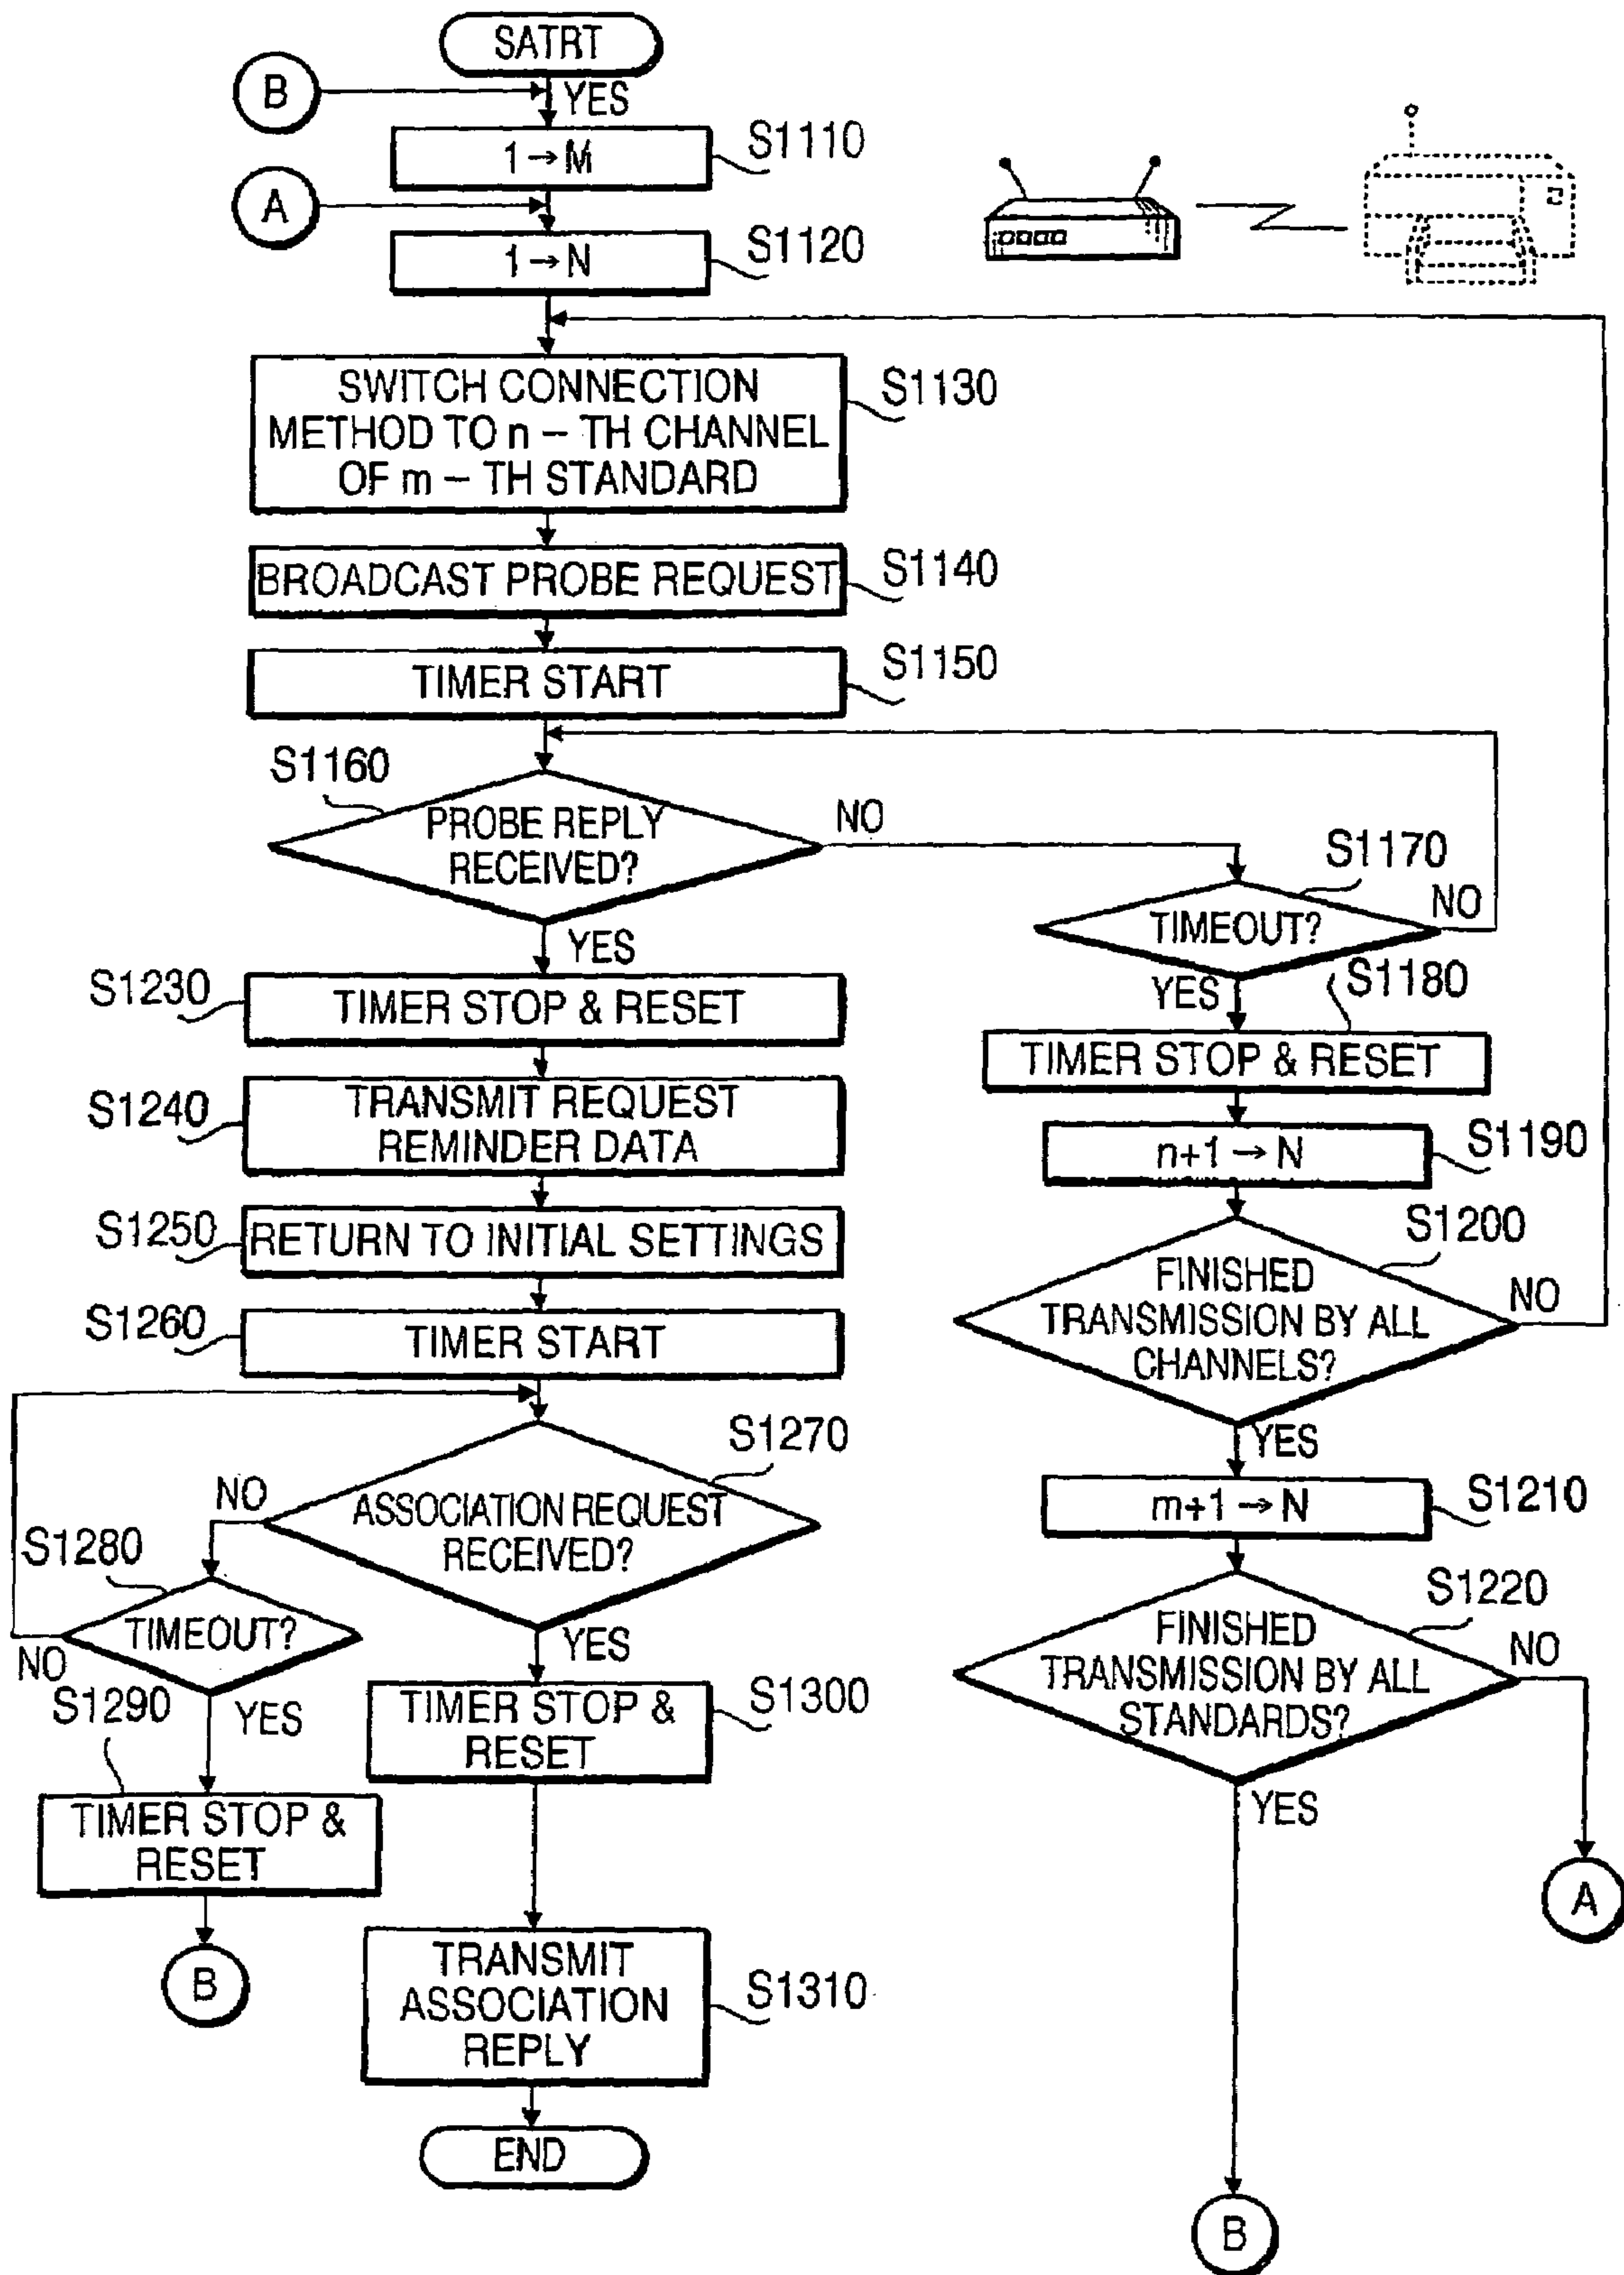 SATRT
B
YES
1→M
S1110
A
1→N
S1120
SWITCH CONNECTION
METHOD TO n – TH CHANNEL
OF m – TH STANDARD
S1130
BROADCAST PROBE REQUEST
S1140
TIMER START
S1150
S1160
PROBE REPLY
RECEIVED?
NO
YES
S1170
TIMEOUT?
NO
YES
S1180
TIMER STOP & RESET
n+1→N
S1190
S1200
FINISHED
TRANSMISSION BY ALL
CHANNELS?
NO
YES
m+1→N
S1210
S1220
FINISHED
TRANSMISSION BY ALL
STANDARDS?
NO
YES
A
B
S1230
TIMER STOP & RESET
S1240
TRANSMIT REQUEST
REMINDER DATA
S1250
RETURN TO INITIAL SETTINGS
S1260
TIMER START
S1270
ASSOCIATION REQUEST
RECEIVED?
NO
YES
S1280
TIMEOUT?
NO
YES
S1290
TIMER STOP &
RESET
B
TIMER STOP &
RESET
S1300
TRANSMIT
ASSOCIATION
REPLY
S1310
END